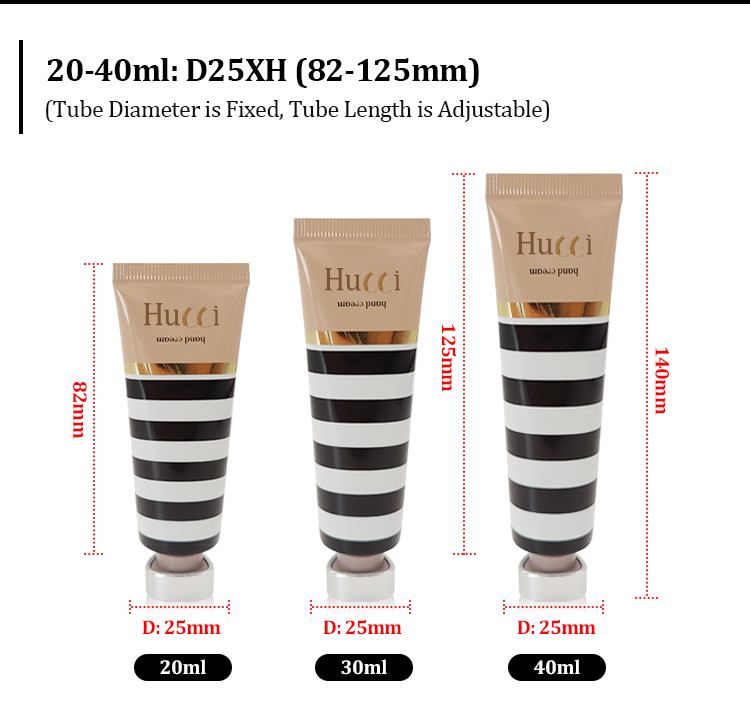 20-40ml: D25XH (82-125mm)
(Tube Diameter is Fixed, Tube Length is Adjustable)
Hucci
hand cream
Hucci
hand cream
Hucci
hand cream
82mm
125mm
140mm
D: 25mm
D: 25mm
D: 25mm
20ml
30ml
40ml